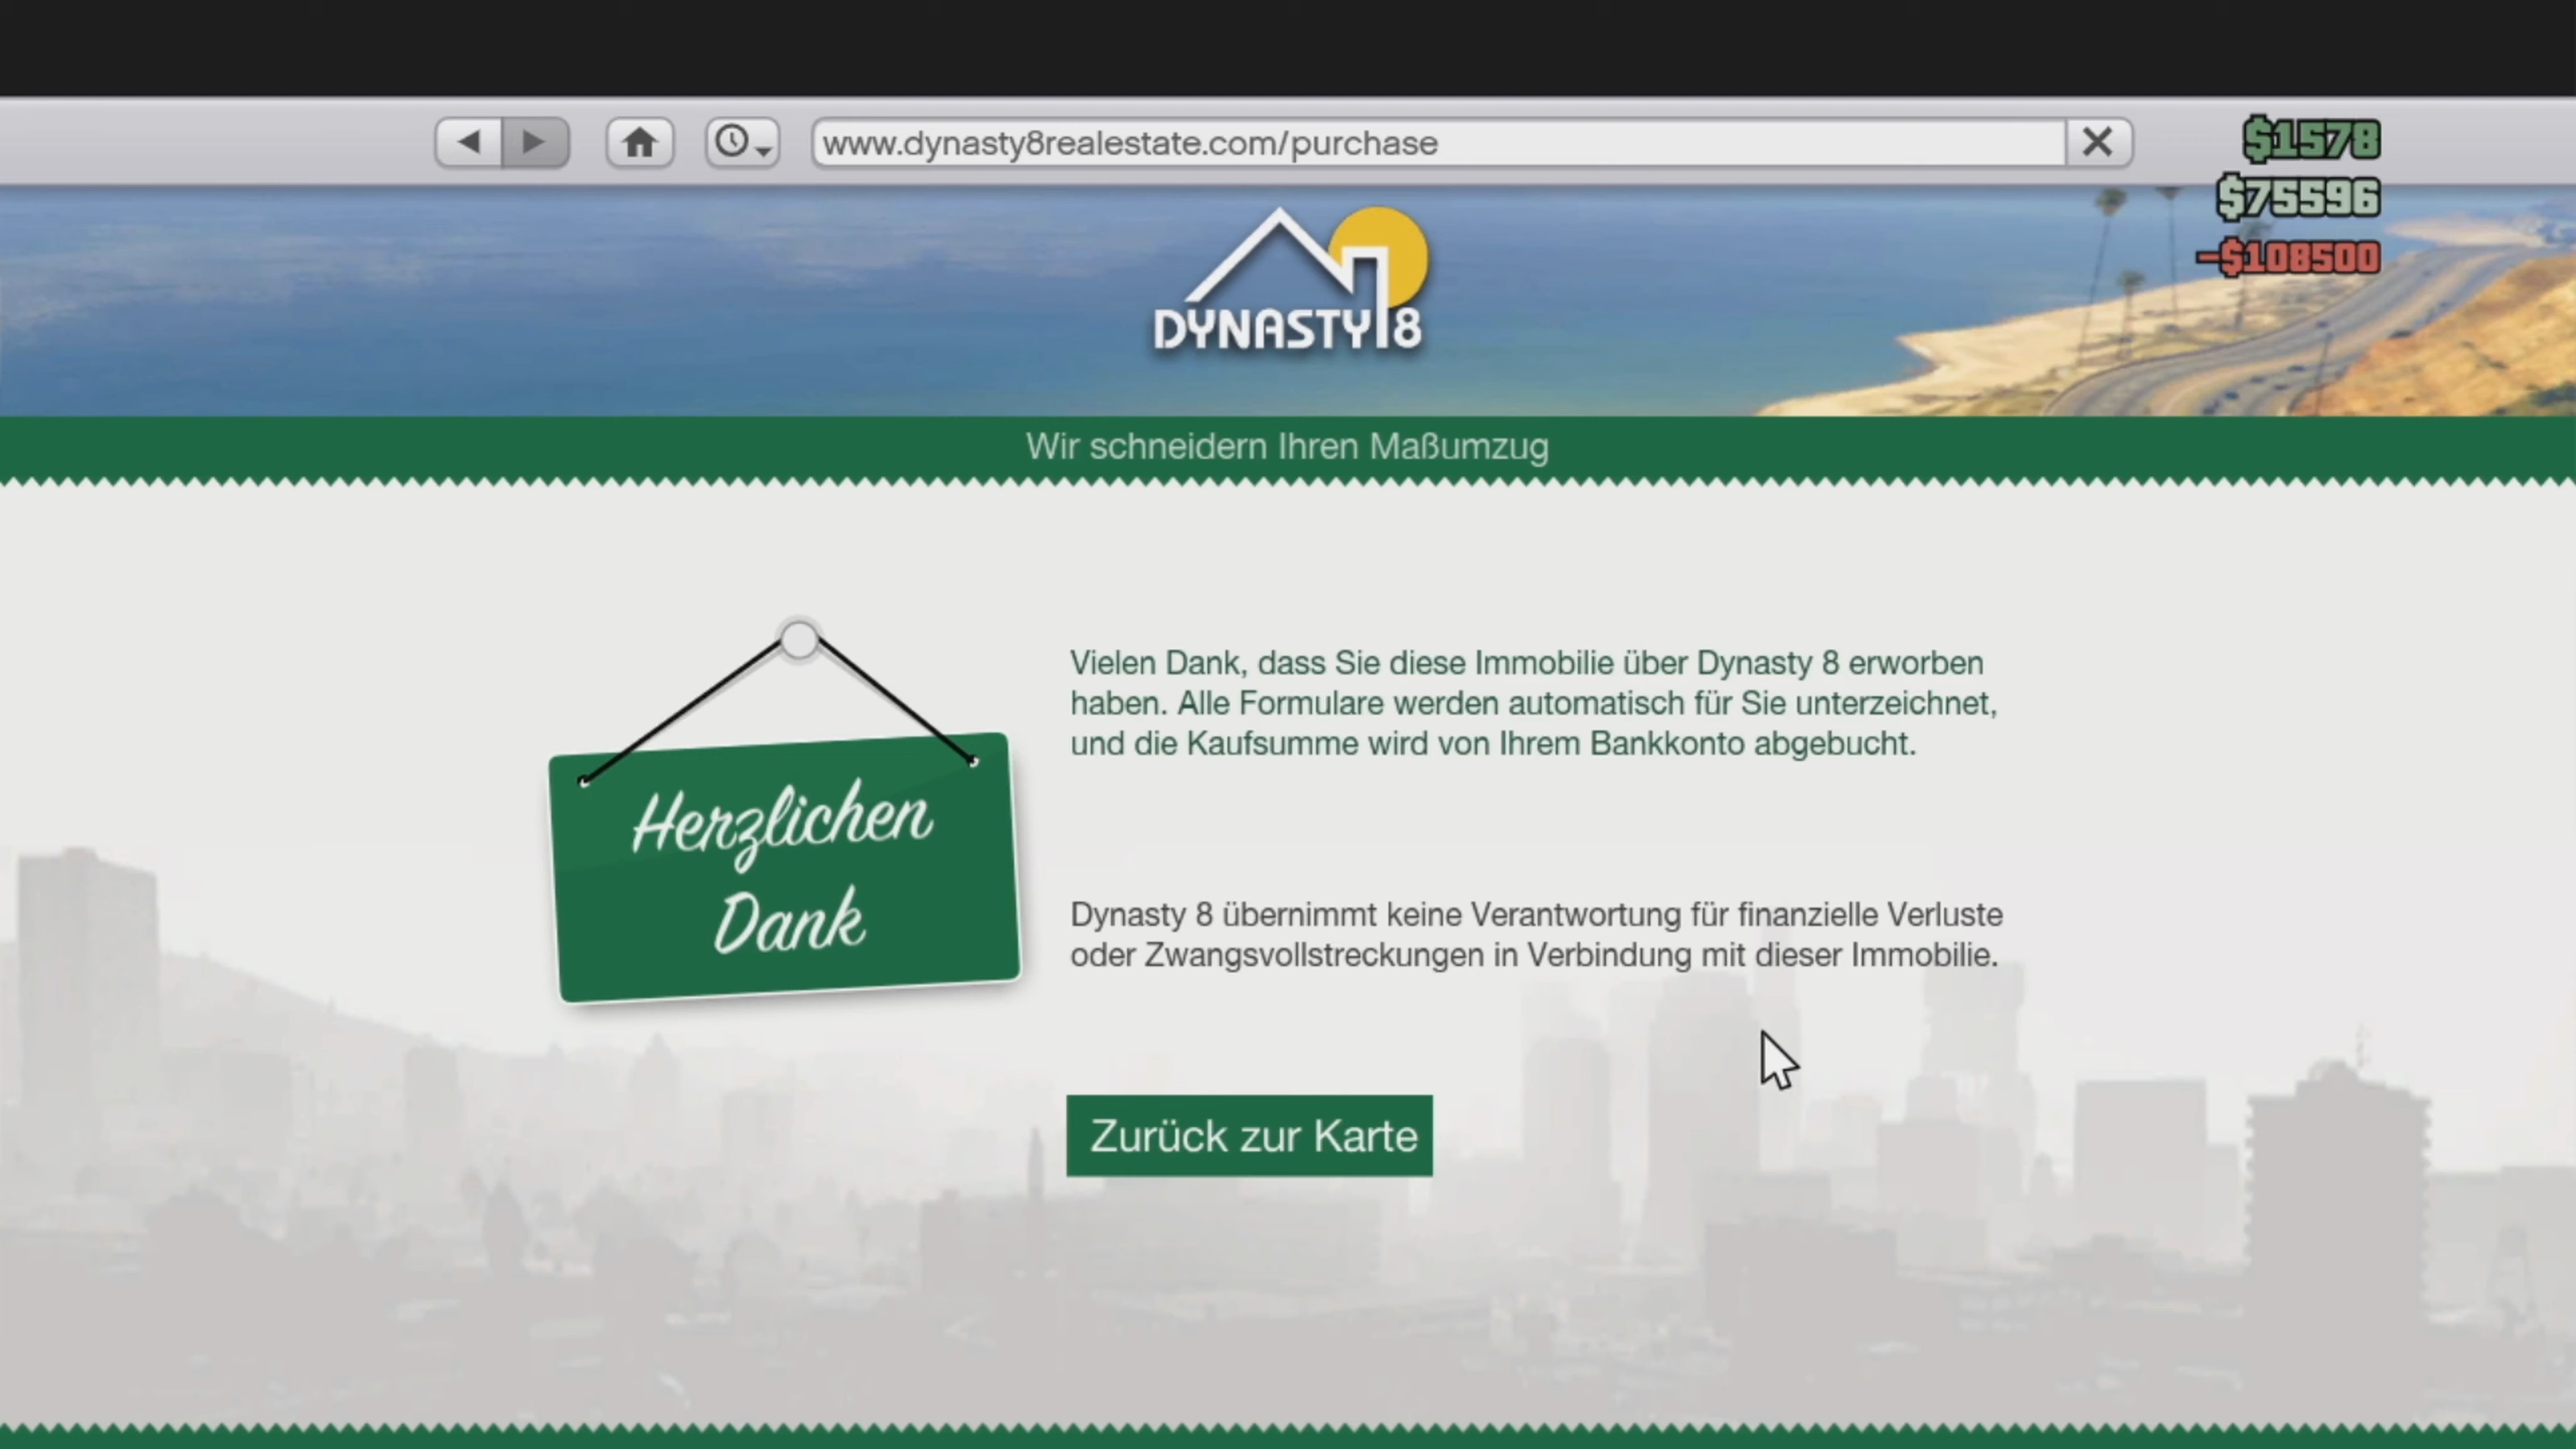 www.dynasty8realestate.com/purchase
$1578
$75596
-$108500
DYNASTY 8
Wir schneidern Ihren Maßumzug
Vielen Dank, dass Sie diese Immobilie über Dynasty 8 erworben
haben. Alle Formulare werden automatisch für Sie unterzeichnet,
und die Kaufsumme wird von Ihrem Bankkonto abgebucht.
Herzlichen
Dank
Dynasty 8 übernimmt keine Verantwortung für finanzielle Verluste
oder Zwangsvollstreckungen in Verbindung mit dieser Immobilie.
Zurück zur Karte